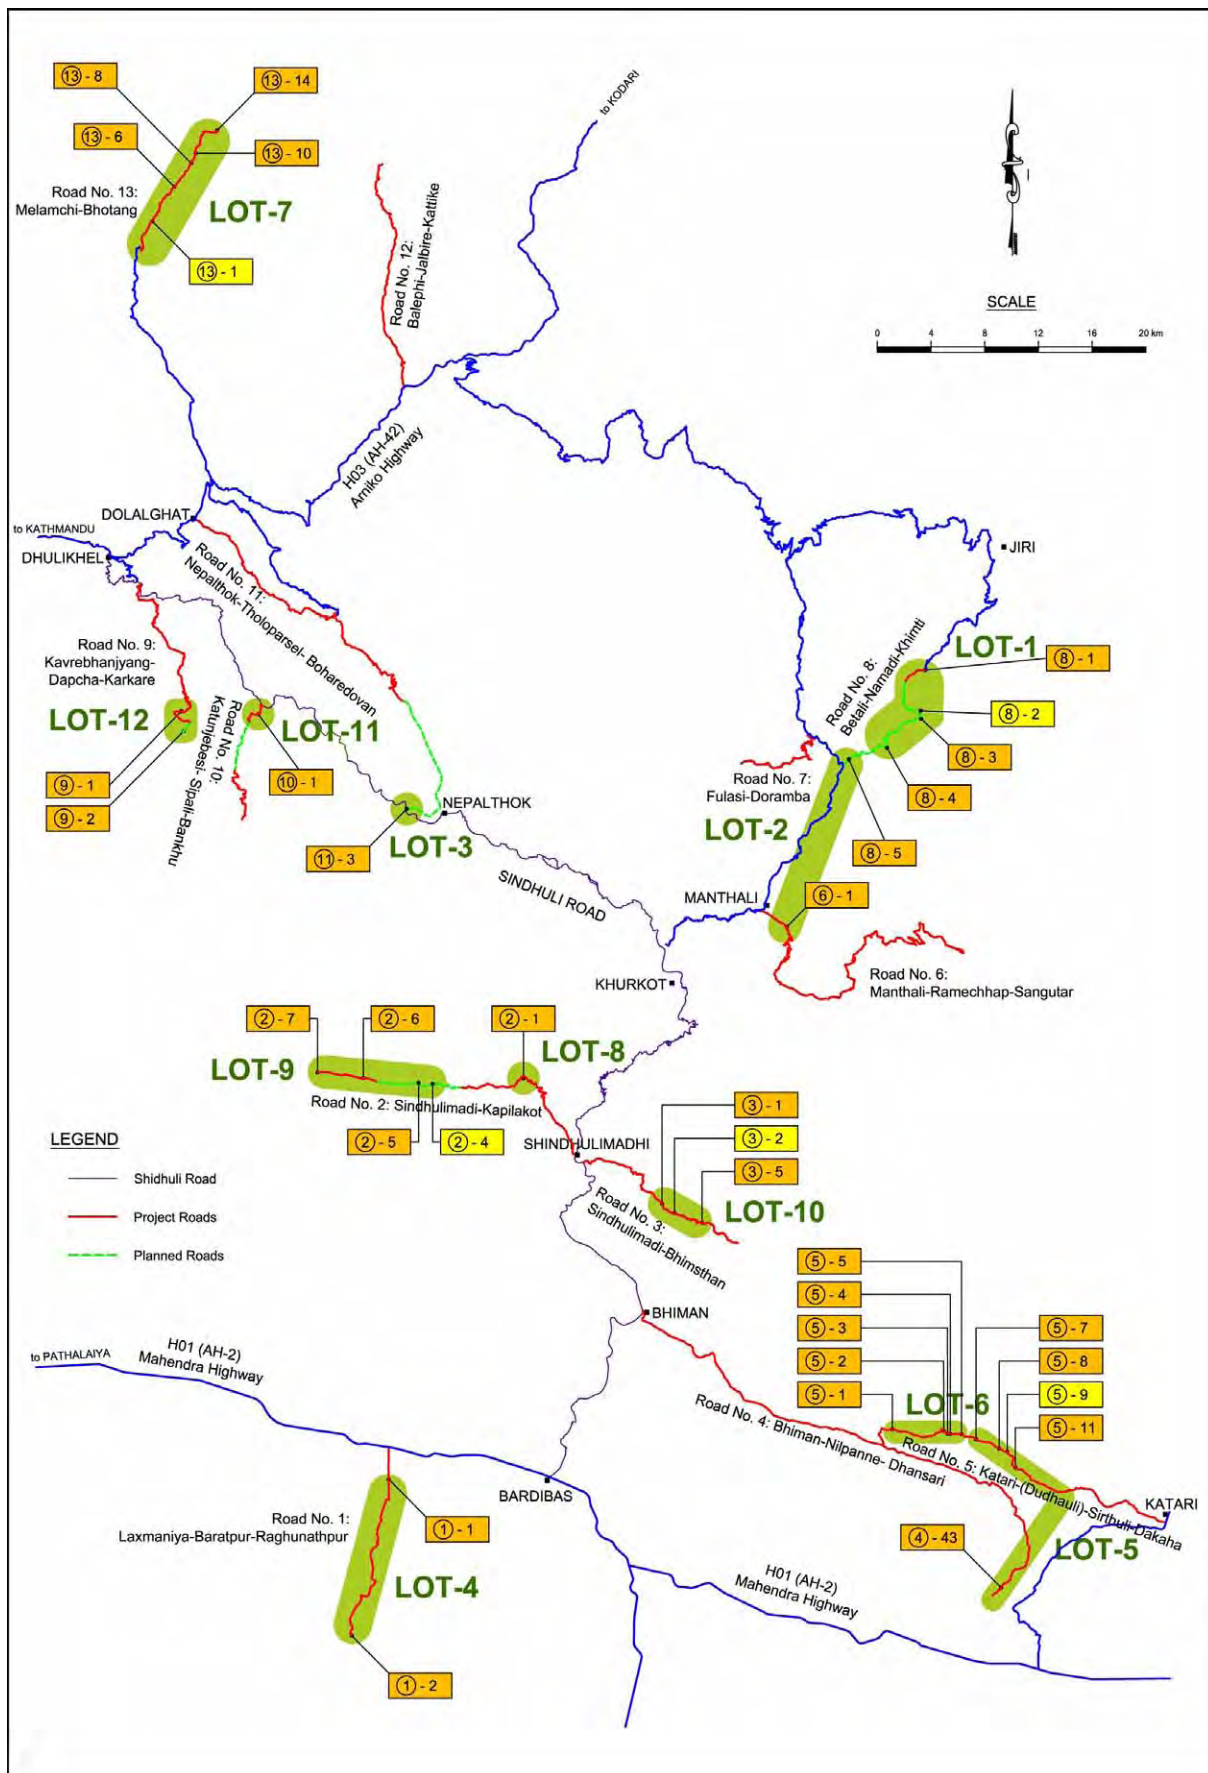 ⑬ - 8
⑬ - 14
⑬ - 6
⑬ - 10
Road No. 13:
Melamchi-Bhotang
LOT-7
⑬ - 1
to KODARI
Road No. 12:
Balephi-Jalbire-Kattike
SCALE
0 4 8 12 16 20 km
H03 (AH-42)
Arniko Highway
DOLALGHAT
to KATHMANDU
DHULIKHEL
JIRI
Road No. 11:
Nepalthok-Tholoparsel- Boharedovan
Road No. 9:
Kavrebhanjyang-
Dapcha-Karkare
LOT-12
⑨ - 1
⑨ - 2
Road No. 10:
Katunjebesi- Sipali-Bankhu
LOT-11
⑩ - 1
NEPALTHOK
LOT-3
⑪ - 3
SINDHULI ROAD
Road No. 8:
Betali-Namadi-Khimti
LOT-1
⑧ - 1
⑧ - 2
⑧ - 3
⑧ - 4
⑧ - 5
Road No. 7:
Fulasi-Doramba
LOT-2
MANTHALI
⑥ - 1
Road No. 6:
Manthali-Ramechhap-Sangutar
KHURKOT
② - 7
② - 6
② - 1
LOT-9
LOT-8
Road No. 2: Sindhulimadi-Kapilakot
② - 5
② - 4
SHINDHULIMADHI
③ - 1
③ - 2
③ - 5
LOT-10
Road No. 3:
Sindhulimadi-Bhimsthan
LEGEND
Shidhuli Road
Project Roads
Planned Roads
BHIMAN
⑤ - 5
⑤ - 4
⑤ - 3
⑤ - 2
⑤ - 1
⑤ - 7
⑤ - 8
⑤ - 9
⑤ - 11
LOT-6
Road No. 4: Bhiman-Nilpanne- Dhansari
Road No. 5: Katari-(Dudhauli)-Sirthuli-Dakaha
KATARI
LOT-5
④ - 43
to PATHALAIYA
H01 (AH-2)
Mahendra Highway
BARDIBAS
Road No. 1:
Laxmaniya-Baratpur-Raghunathpur
① - 1
LOT-4
① - 2
H01 (AH-2)
Mahendra Highway